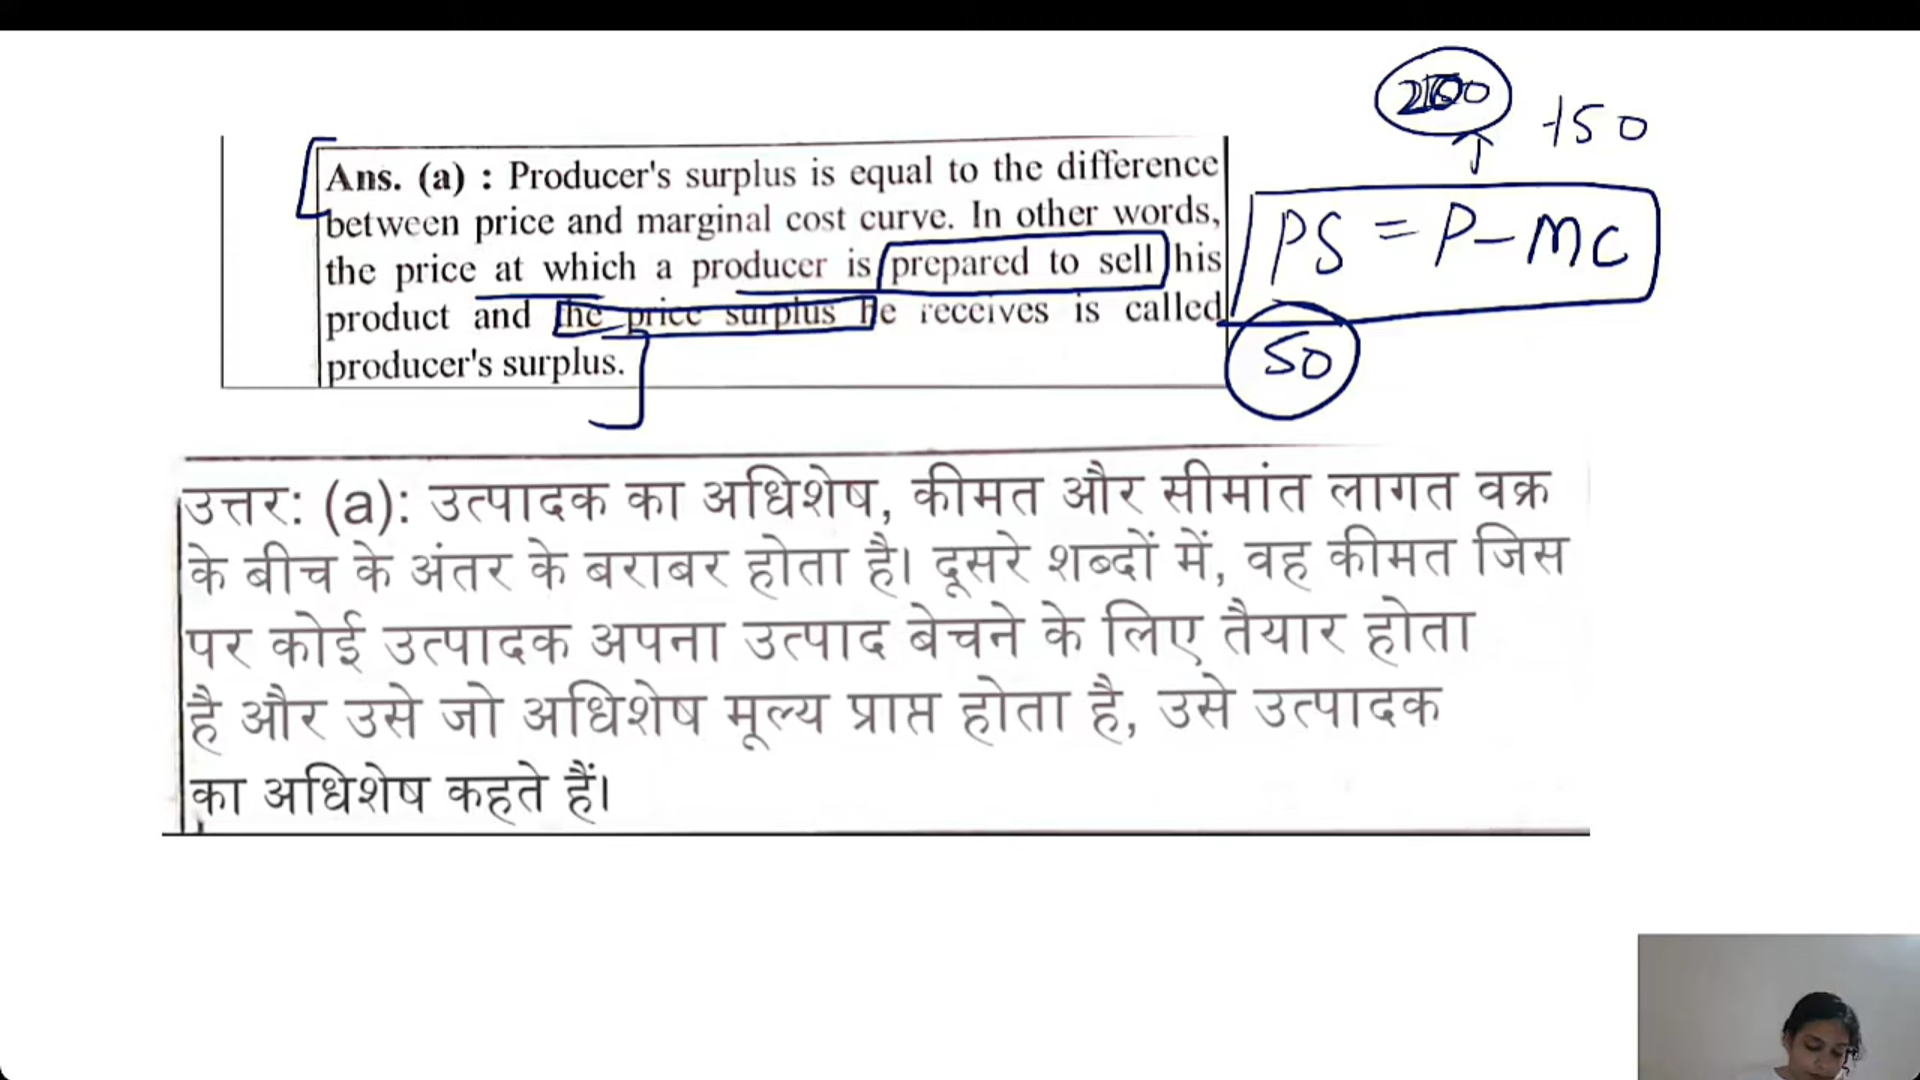 200 -150
Ans. (a) : Producer's surplus is equal to the difference
between price and marginal cost curve. In other words,
the price at which a producer is prepared to sell his
product and the price surplus he receives is called
producer's surplus.
PS = P - MC
50
उत्तर: (a): उत्पादक का अधिशेष, कीमत और सीमांत लागत वक्र
के बीच के अंतर के बराबर होता है। दूसरे शब्दों में, वह कीमत जिस
पर कोई उत्पादक अपना उत्पाद बेचने के लिए तैयार होता
है और उसे जो अधिशेष मूल्य प्राप्त होता है, उसे उत्पादक
का अधिशेष कहते हैं।